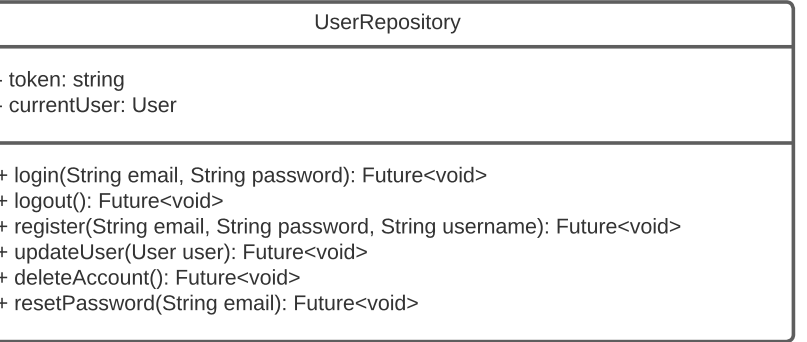 UserRepository
- token: string
- currentUser: User
+ login(String email, String password): Future<void>
+ logout(): Future<void>
+ register(String email, String password, String username): Future<void>
+ updateUser(User user): Future<void>
+ deleteAccount(): Future<void>
+ resetPassword(String email): Future<void>